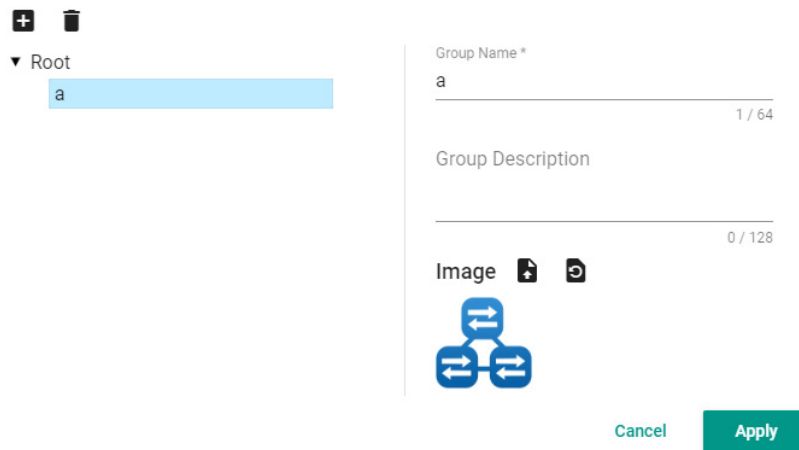 Root
a
Group Name *
a
1 / 64
Group Description
0 / 128
Image
Cancel
Apply